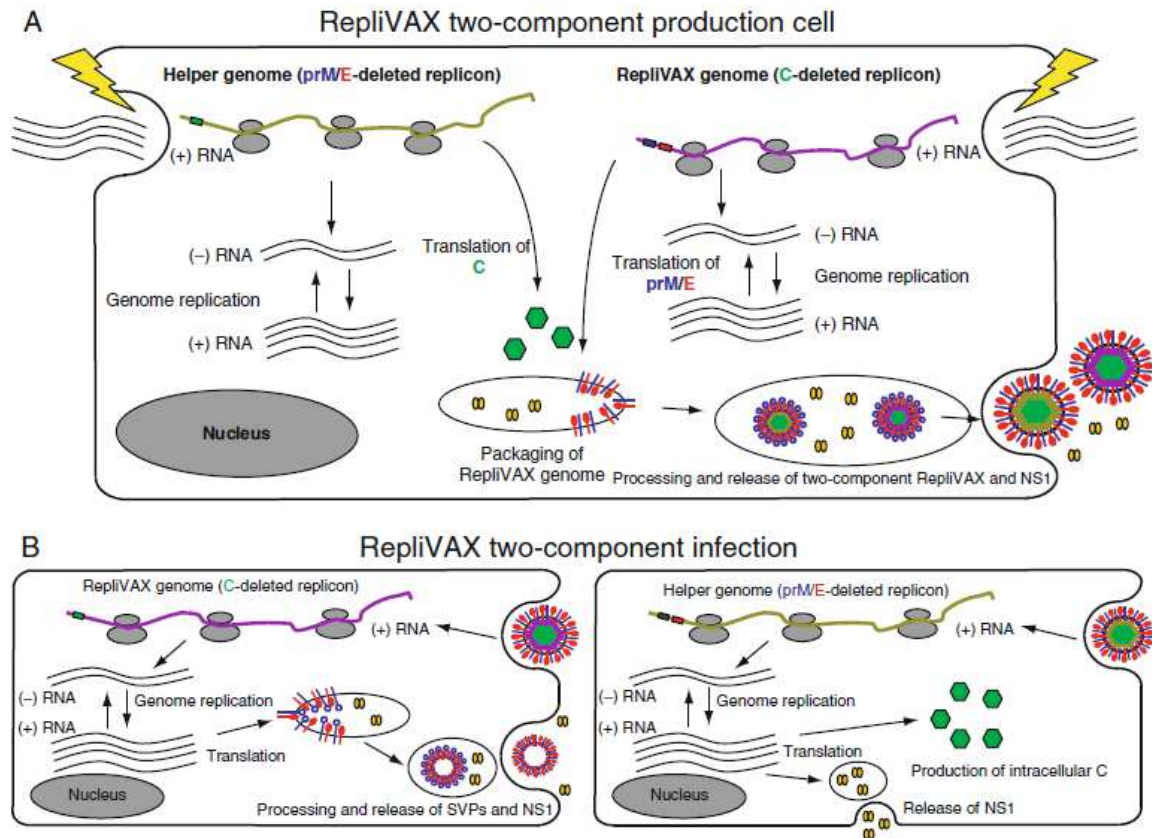 A
RepliVAX two-component production cell
Helper genome (prM/E-deleted replicon)
RepliVAX genome (C-deleted replicon)
(+) RNA
(+) RNA
Translation of
C
(−) RNA
Genome replication
(+) RNA
Translation of
prM/E
(−) RNA
Genome replication
(+) RNA
Nucleus
Packaging of
RepliVAX genome
Processing and release of two-component RepliVAX and NS1
B
RepliVAX two-component infection
RepliVAX genome (C-deleted replicon)
(+) RNA
(−) RNA
Genome replication
(+) RNA
Translation
Nucleus
Processing and release of SVPs and NS1
Helper genome (prM/E-deleted replicon)
(+) RNA
(−) RNA
Genome replication
(+) RNA
Translation
Production of intracellular C
Nucleus
Release of NS1